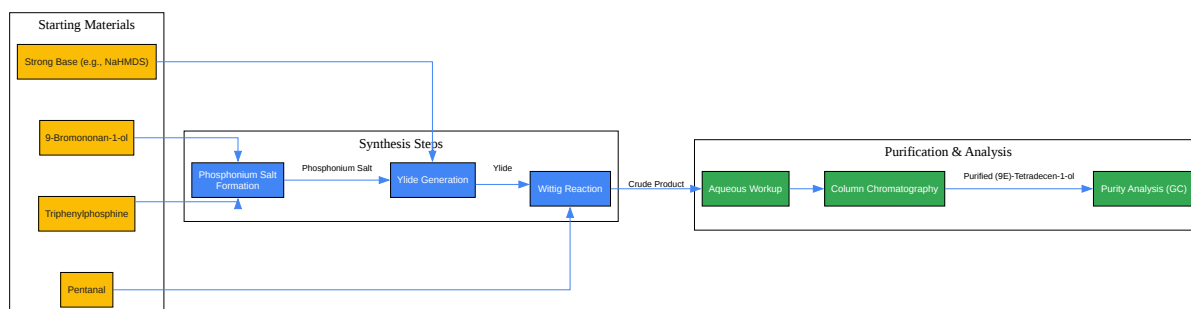 Starting Materials
Strong Base (e.g., NaHMDS)
9-Bromononan-1-ol
Triphenylphosphine
Pentanal
Synthesis Steps
Phosphonium Salt
Formation
Phosphonium Salt
Ylide Generation
Ylide
Wittig Reaction
Crude Product
Purification & Analysis
Aqueous Workup
Column Chromatography
Purified (9E)-Tetradecen-1-ol
Purity Analysis (GC)